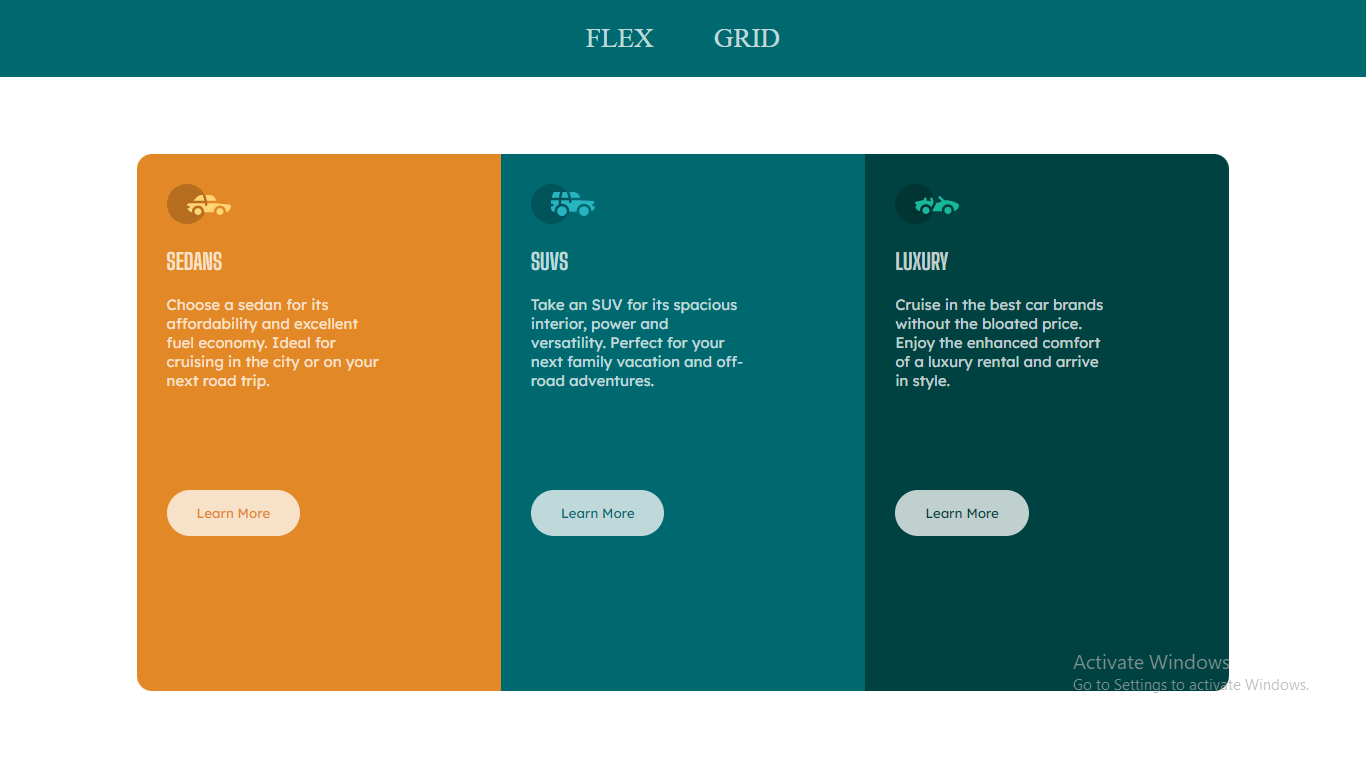 FLEX GRID
SEDANS
Choose a sedan for its
affordability and excellent
fuel economy. Ideal for
cruising in the city or on your
next road trip.
Learn More
SUVS
Take an SUV for its spacious
interior, power and
versatility. Perfect for your
next family vacation and off-
road adventures.
Learn More
LUXURY
Cruise in the best car brands
without the bloated price.
Enjoy the enhanced comfort
of a luxury rental and arrive
in style.
Learn More
Activate Windows
Go to Settings to activate Windows.